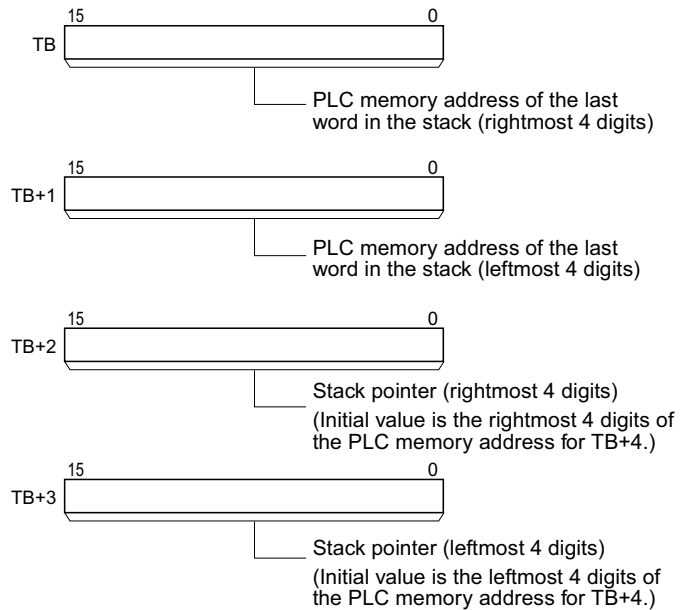 15 0
TB
PLC memory address of the last
word in the stack (rightmost 4 digits)
15 0
TB+1
PLC memory address of the last
word in the stack (leftmost 4 digits)
15 0
TB+2
Stack pointer (rightmost 4 digits)
(Initial value is the rightmost 4 digits of
the PLC memory address for TB+4.)
15 0
TB+3
Stack pointer (leftmost 4 digits)
(Initial value is the leftmost 4 digits of
the PLC memory address for TB+4.)